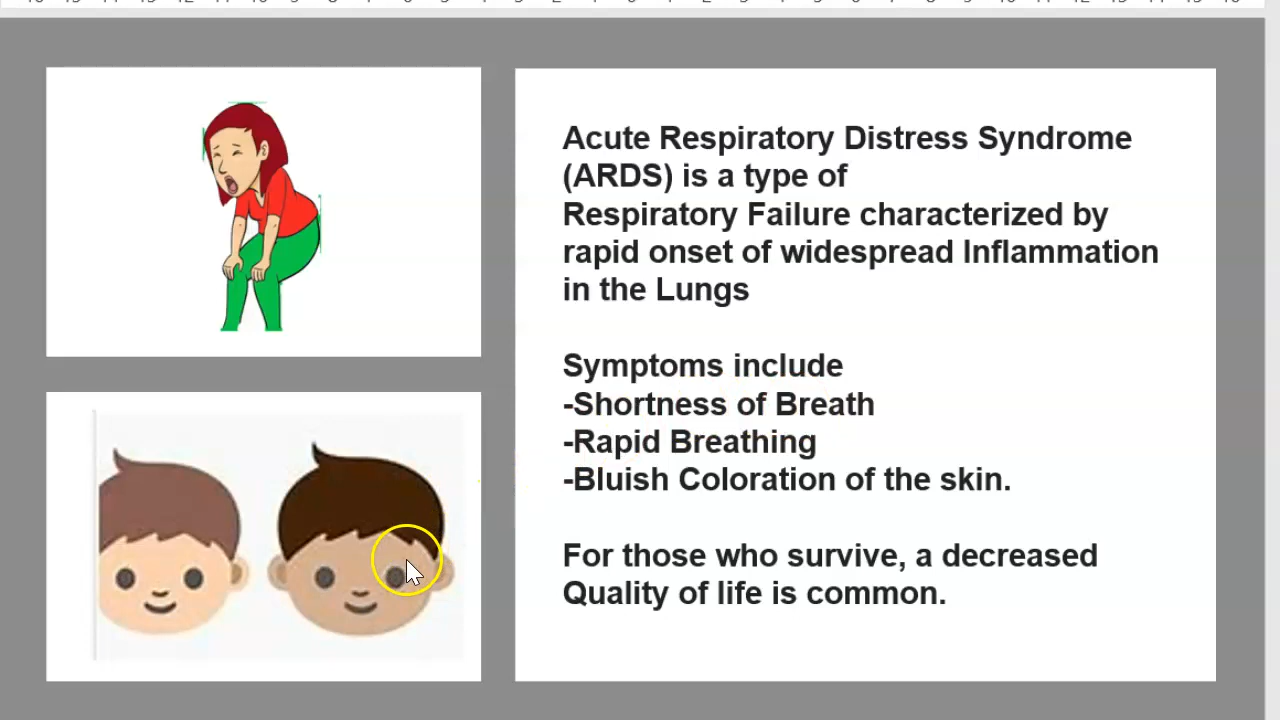 Acute Respiratory Distress Syndrome
(ARDS) is a type of
Respiratory Failure characterized by
rapid onset of widespread Inflammation
in the Lungs
Symptoms include
-Shortness of Breath
-Rapid Breathing
-Bluish Coloration of the skin.
For those who survive, a decreased
Quality of life is common.